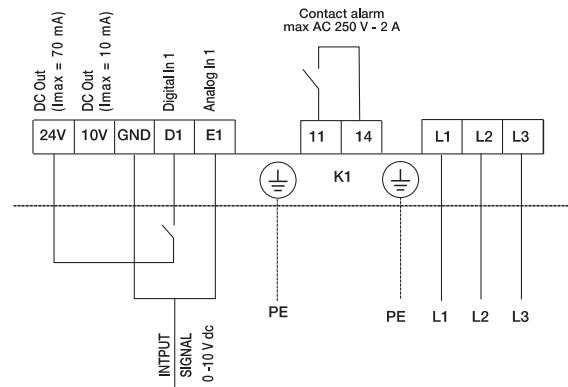 Contact alarm
max AC 250 V - 2 A
DC Out
(Imax = 70 mA)
DC Out
(Imax = 10 mA)
Digital In 1
Analog In 1
24V 10V GND D1 E1 11 14 L1 L2 L3
K1
PE PE L1 L2 L3
INTPUT
SIGNAL
0 -10 V dc